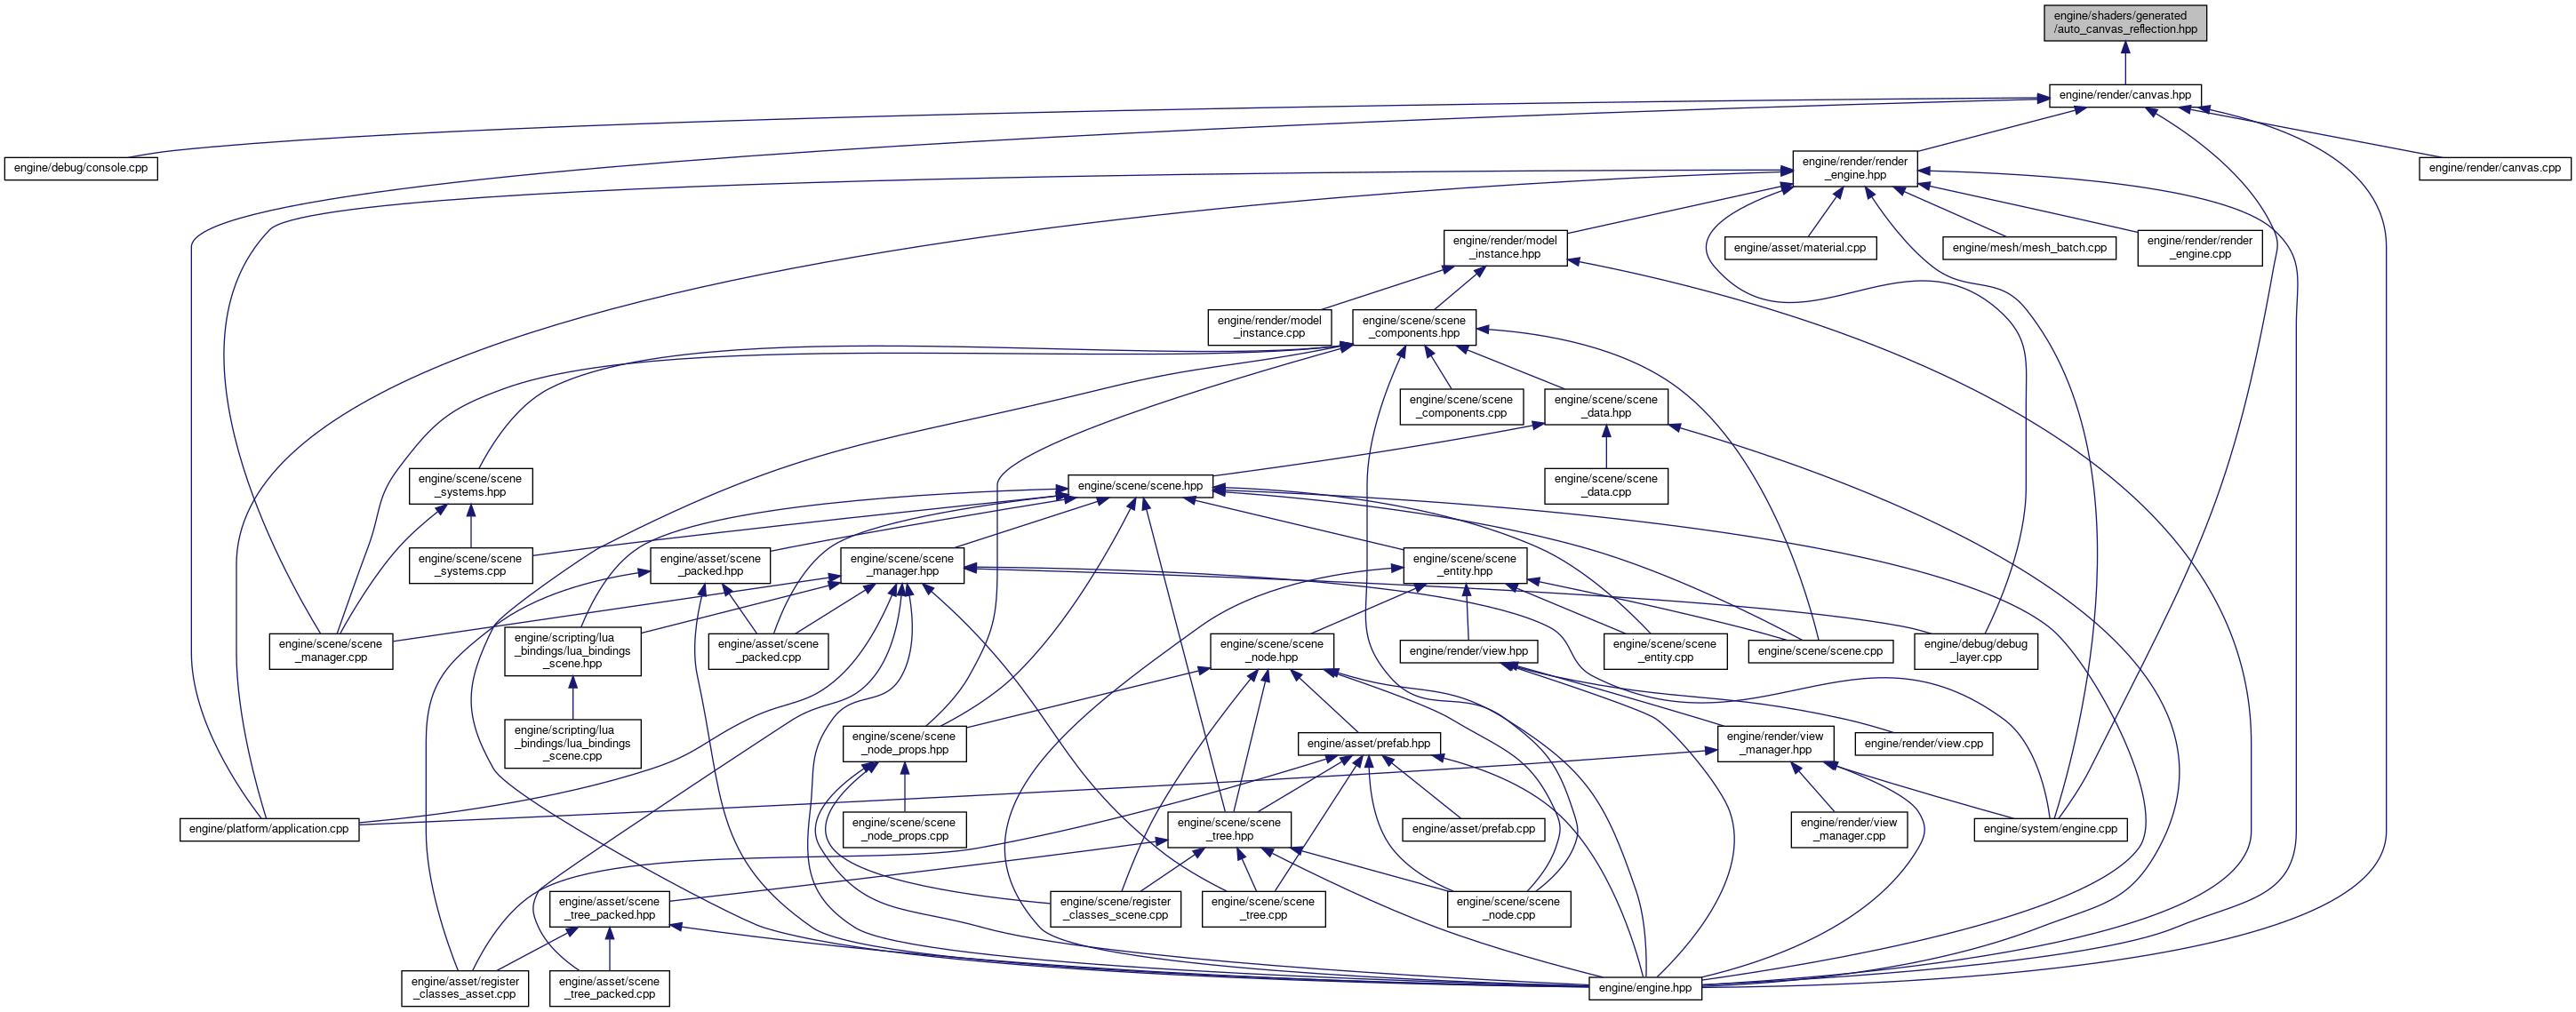 engine/shaders/generated
/auto_canvas_reflection.hpp
engine/render/canvas.hpp
engine/debug/console.cpp
engine/render/render
_engine.hpp
engine/render/canvas.cpp
engine/render/model
_instance.hpp
engine/asset/material.cpp
engine/mesh/mesh_batch.cpp
engine/render/render
_engine.cpp
engine/render/model
_instance.cpp
engine/scene/scene
_components.hpp
engine/scene/scene
_components.cpp
engine/scene/scene
_data.hpp
engine/scene/scene
_systems.hpp
engine/scene/scene.hpp
engine/scene/scene
_data.cpp
engine/scene/scene
_systems.cpp
engine/asset/scene
_packed.hpp
engine/scene/scene
_manager.hpp
engine/scene/scene
_entity.hpp
engine/scene/scene
_manager.cpp
engine/scripting/lua
_bindings/lua_bindings
_scene.hpp
engine/asset/scene
_packed.cpp
engine/scene/scene
_node.hpp
engine/render/view.hpp
engine/scene/scene
_entity.cpp
engine/scene/scene.cpp
engine/debug/debug
_layer.cpp
engine/scripting/lua
_bindings/lua_bindings
_scene.cpp
engine/scene/scene
_node_props.hpp
engine/asset/prefab.hpp
engine/render/view
_manager.hpp
engine/render/view.cpp
engine/platform/application.cpp
engine/scene/scene
_node_props.cpp
engine/scene/scene
_tree.hpp
engine/asset/prefab.cpp
engine/render/view
_manager.cpp
engine/system/engine.cpp
engine/asset/scene
_tree_packed.hpp
engine/scene/register
_classes_scene.cpp
engine/scene/scene
_tree.cpp
engine/scene/scene
_node.cpp
engine/asset/register
_classes_asset.cpp
engine/asset/scene
_tree_packed.cpp
engine/engine.hpp